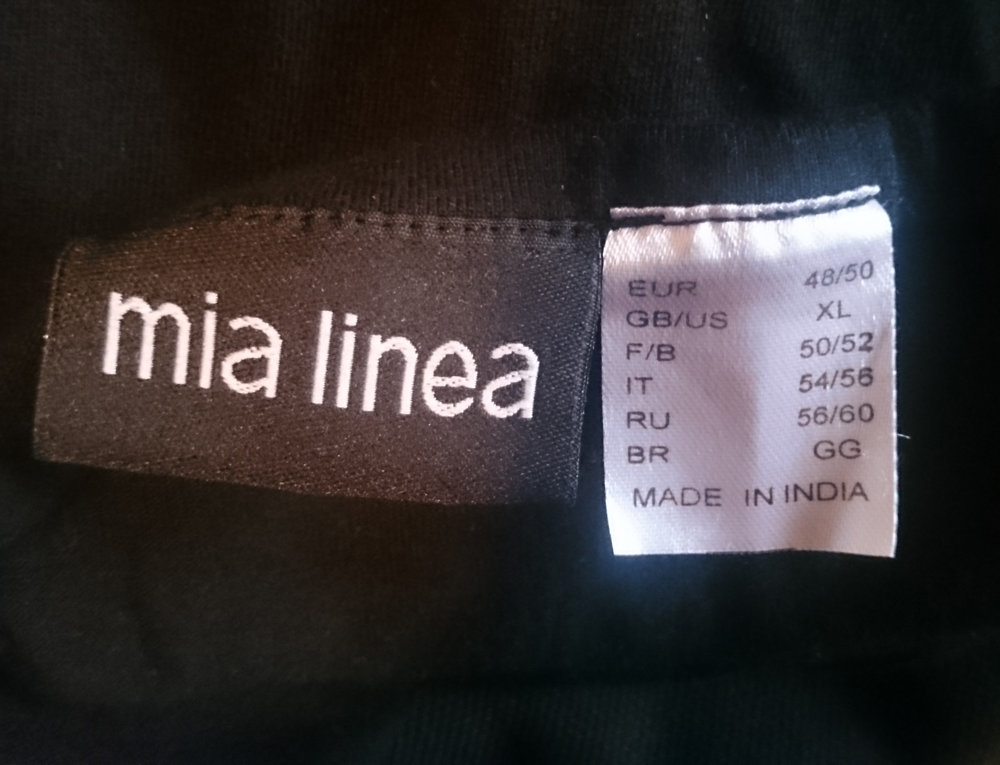 mia linea
EUR 48/50
GB/US XL
F/B 50/52
IT 54/56
RU 56/60
BR GG
MADE IN INDIA